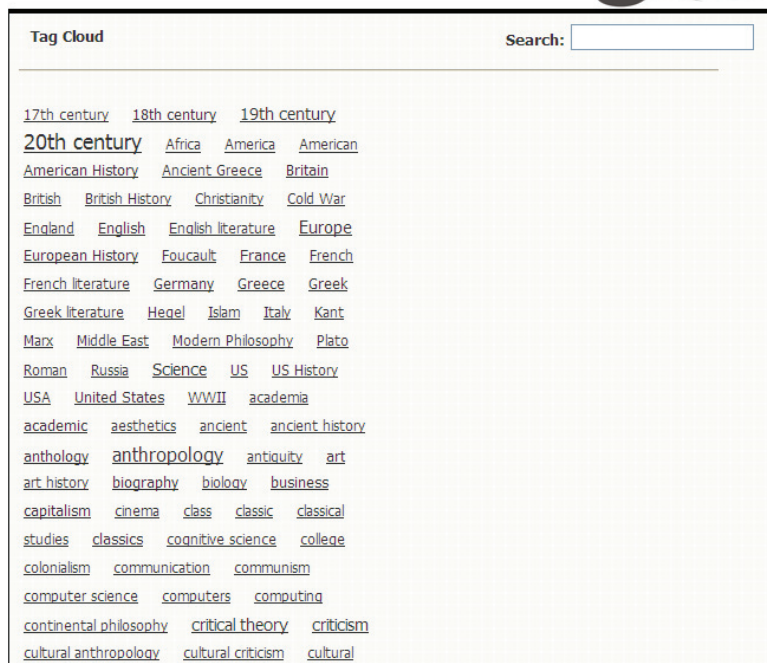 Tag Cloud Search:
17th century 18th century 19th century
20th century Africa America American
American History Ancient Greece Britain
British British History Christianity Cold War
England English English literature Europe
European History Foucault France French
French literature Germany Greece Greek
Greek literature Hegel Islam Italy Kant
Marx Middle East Modern Philosophy Plato
Roman Russia Science US US History
USA United States WWII academia
academic aesthetics ancient ancient history
anthology anthropology antiquity art
art history biography biology business
capitalism cinema class classic classical
studies classics cognitive science college
colonialism communication communism
computer science computers computing
continental philosophy critical theory criticism
cultural anthropology cultural criticism cultural